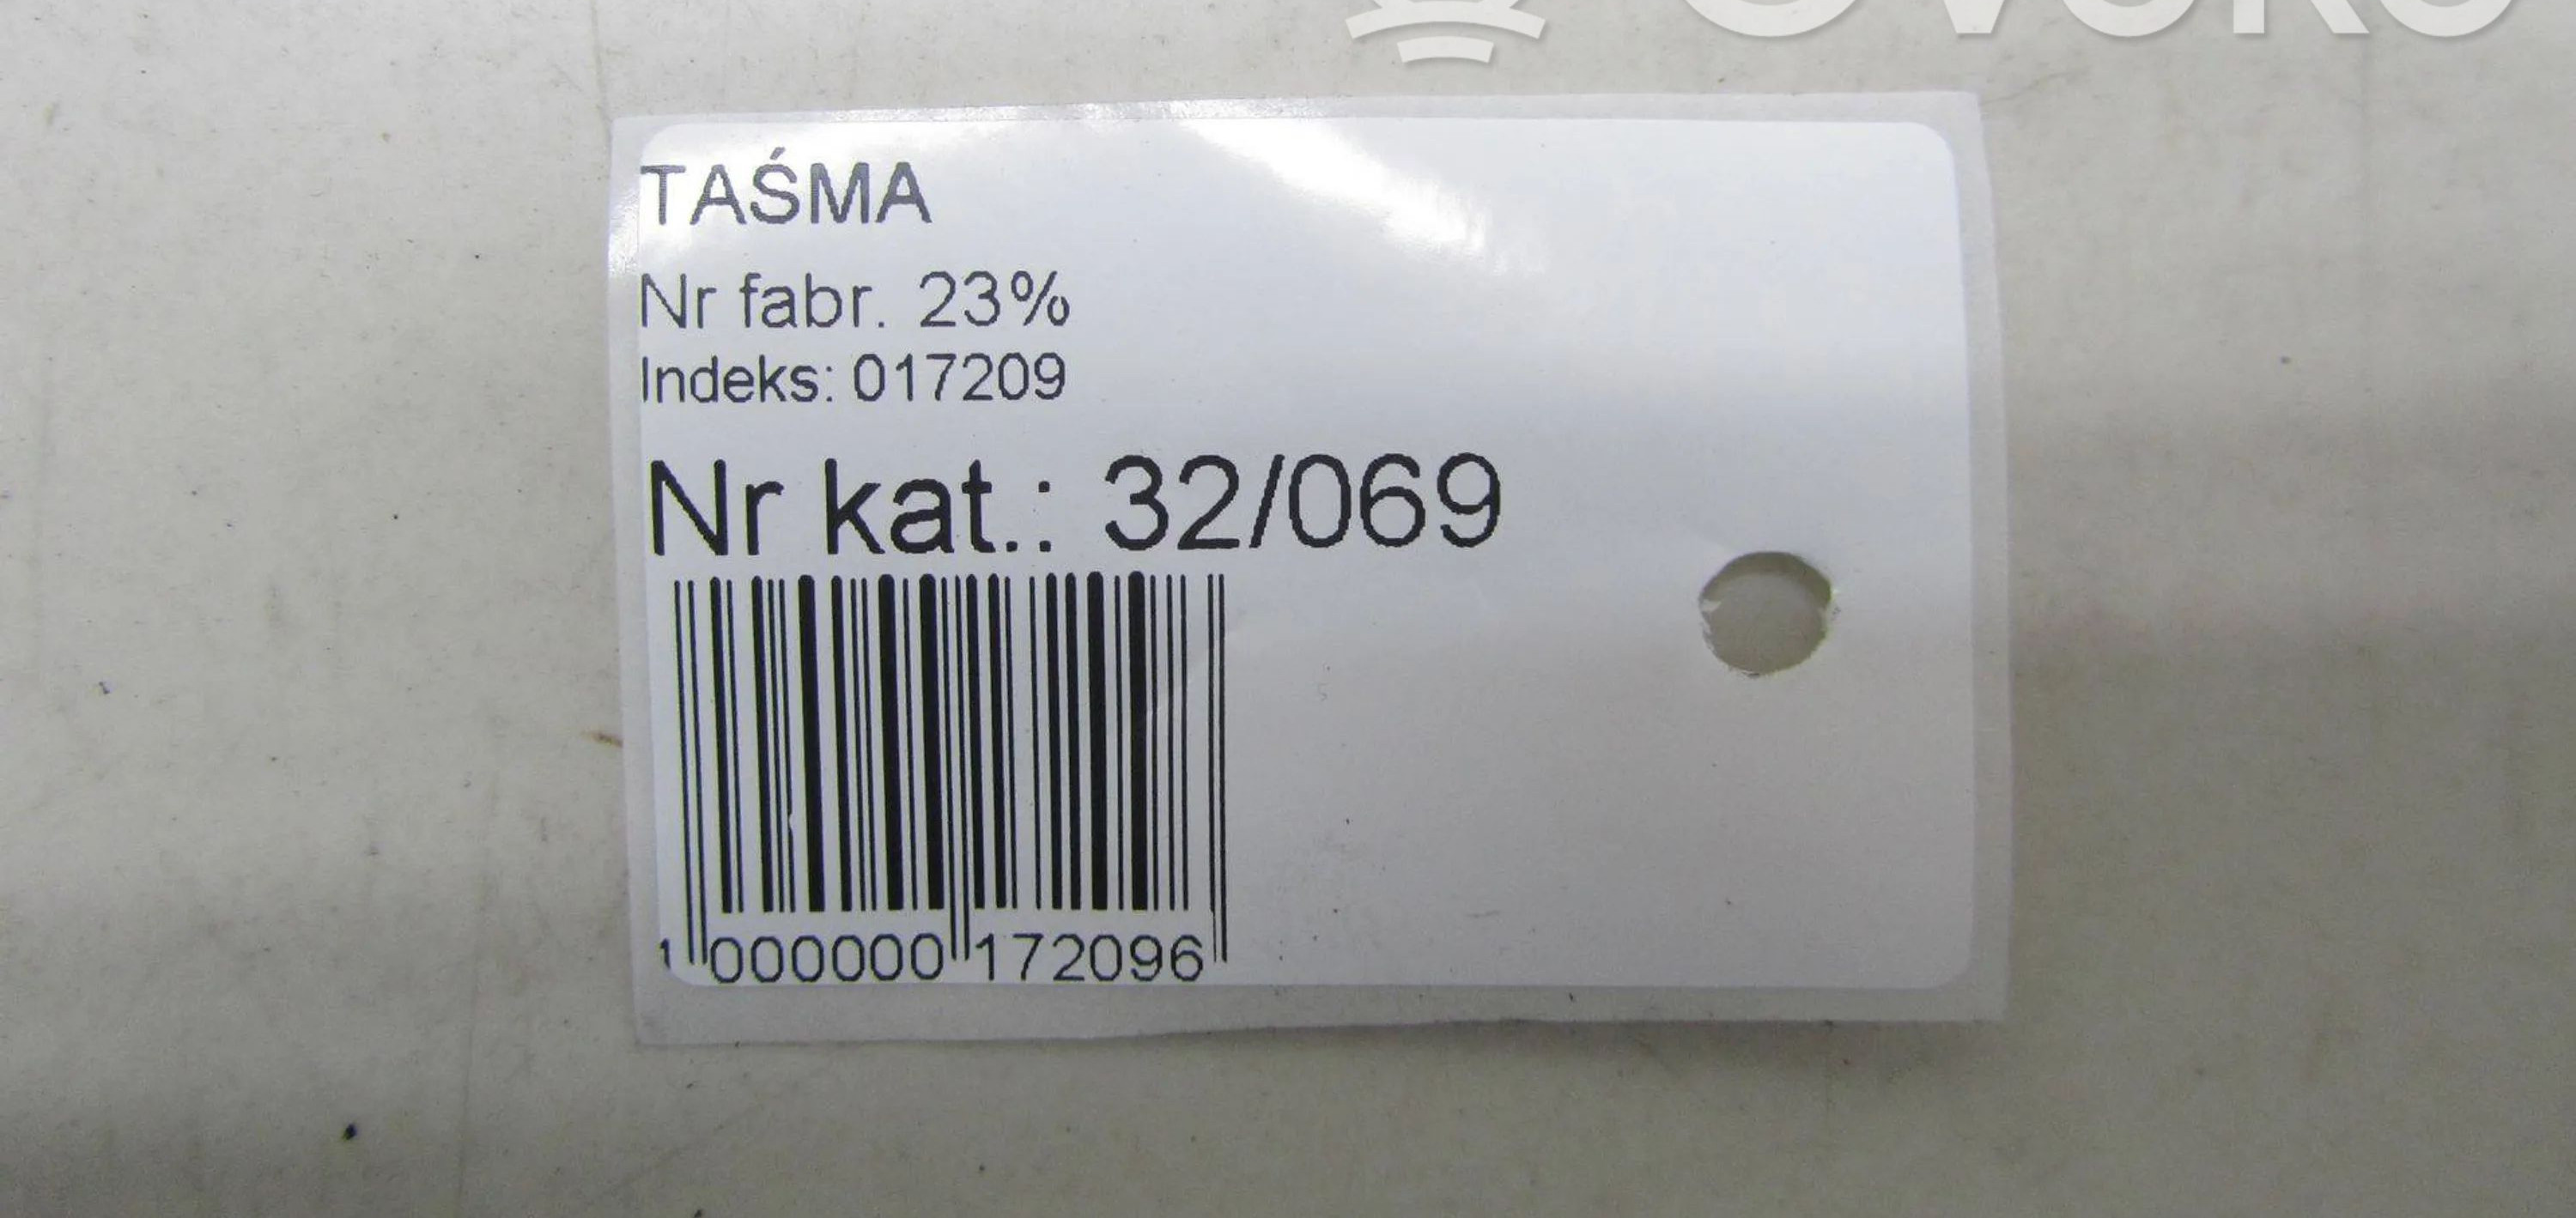 TAŚMA
Nr fabr. 23%
Indeks: 017209
Nr kat.: 32/069
1 000000 172096